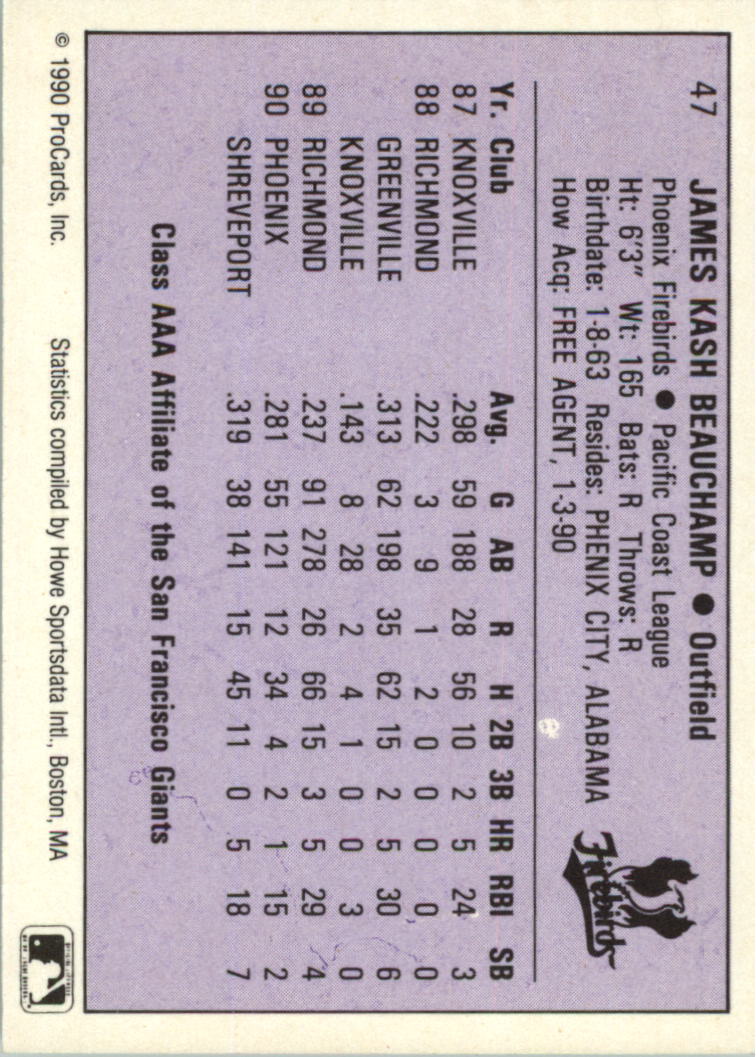 47 JAMES KASH BEAUCHAMP ● Outfield
Phoenix Firebirds ● Pacific Coast League
Ht: 6'3" Wt: 165 Bats: R Throws: R
Birthdate: 1-8-63 Resides: PHENIX CITY, ALABAMA
How Acq: FREE AGENT, 1-3-90
Firebirds
Yr. Club Avg. G AB R H 2B 3B HR RBI SB
87 KNOXVILLE .298 59 188 28 56 10 2 5 24 3
88 RICHMOND .222 3 9 1 2 0 0 0 0 0
GREENVILLE .313 62 198 35 62 15 2 5 30 6
KNOXVILLE .143 8 28 2 4 1 0 0 3 0
89 RICHMOND .237 91 278 26 66 15 3 5 29 4
90 PHOENIX .281 55 121 12 34 4 2 1 15 2
SHREVEPORT .319 38 141 15 45 11 0 5 18 7
Class AAA Affiliate of the San Francisco Giants
© 1990 ProCards, Inc. Statistics compiled by Howe Sportsdata Intl., Boston, MA